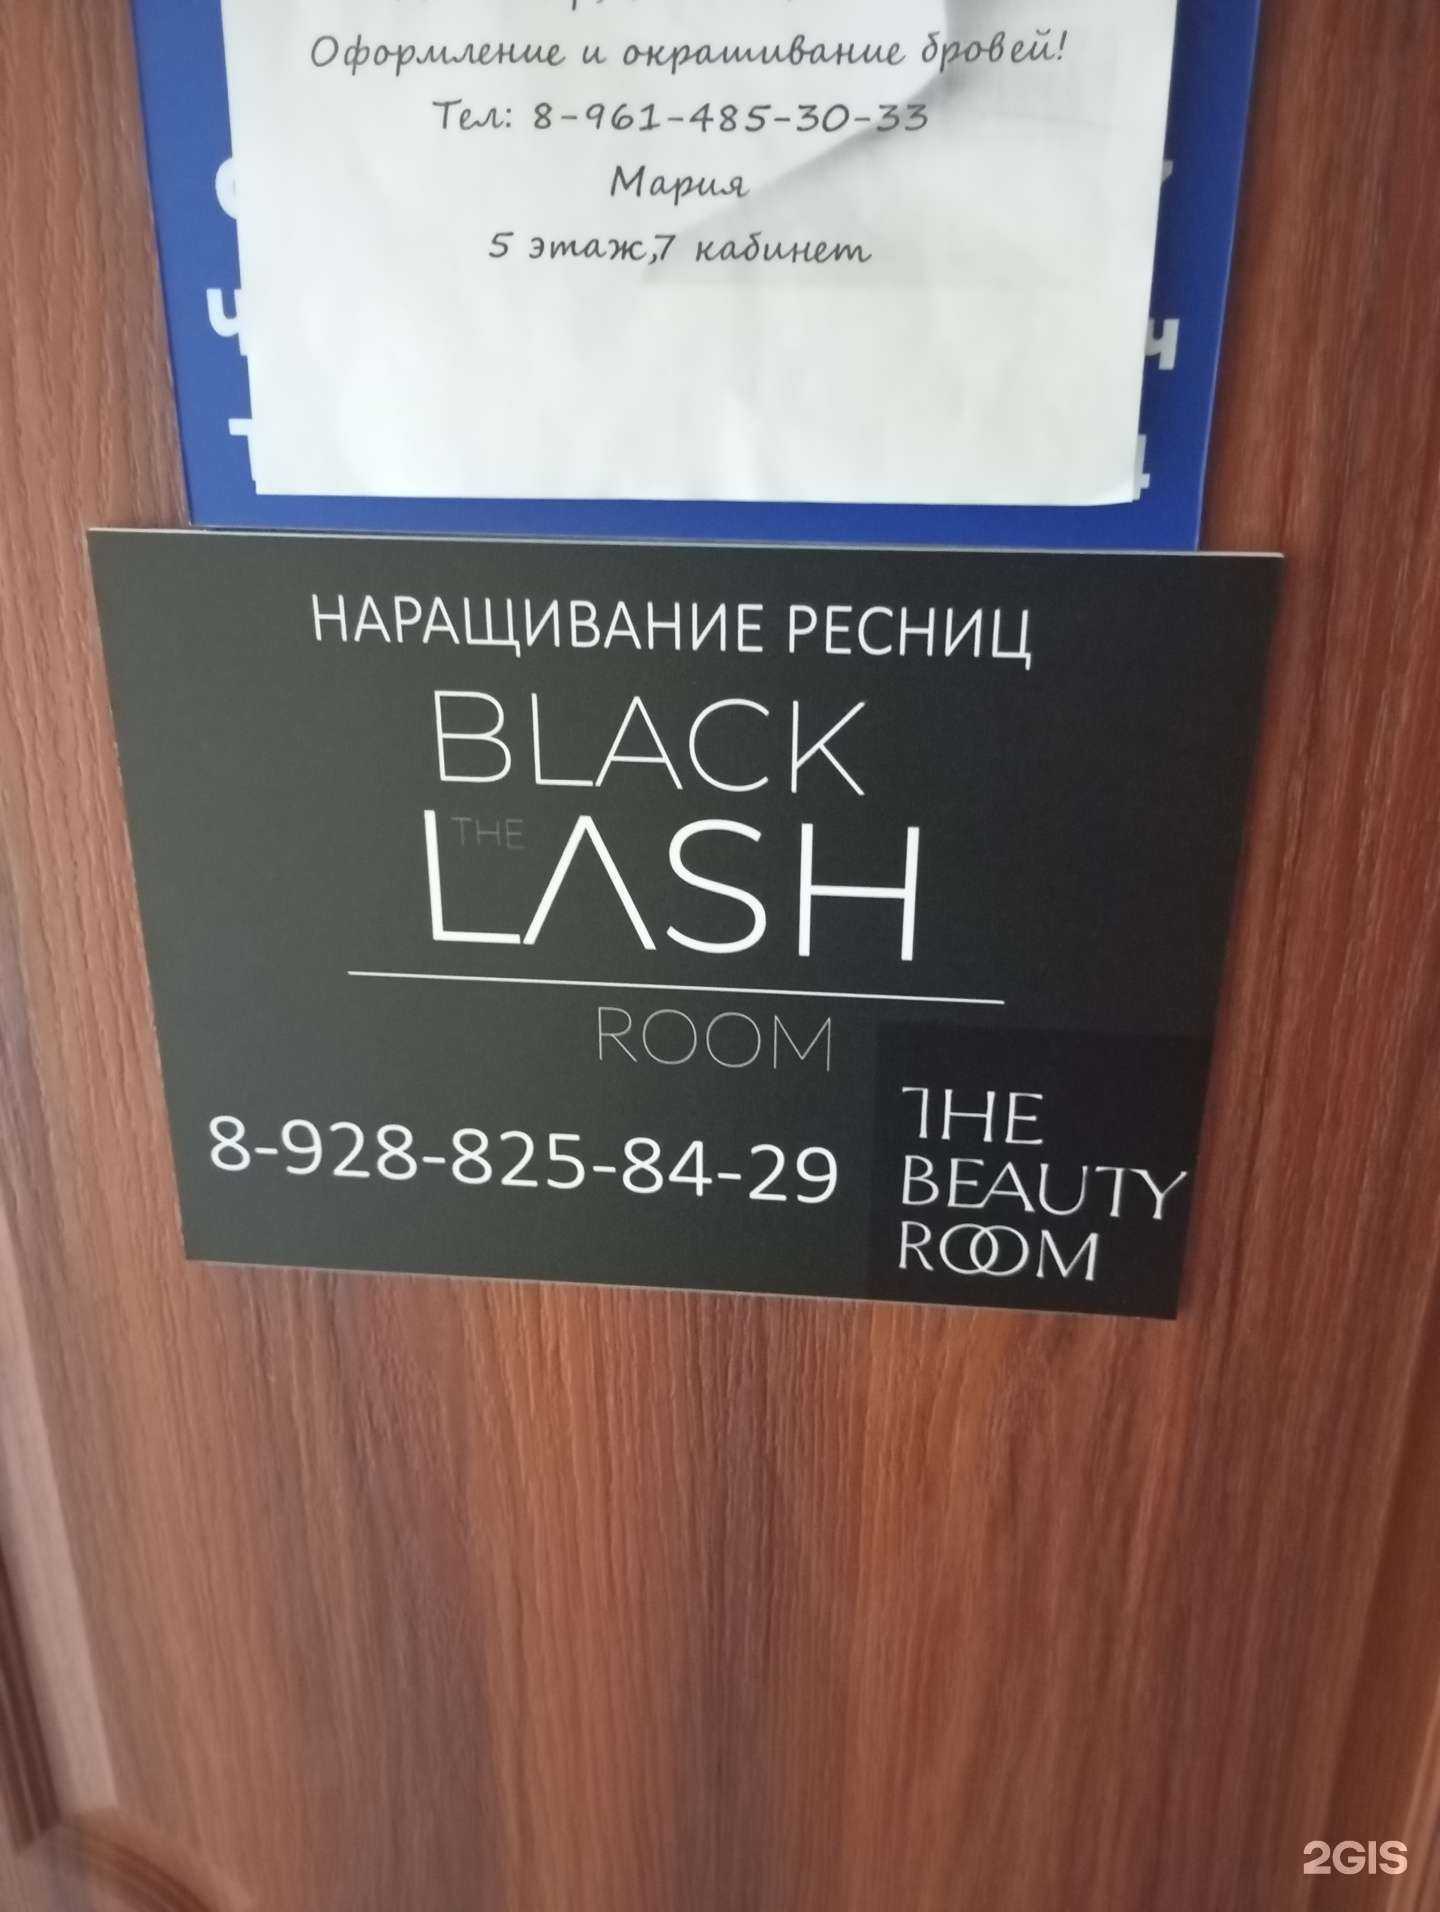 Оформление и окрашивание бровей!
Тел: 8-961-485-30-33
Мария
5 этаж,7 кабинет
НАРАЩИВАНИЕ РЕСНИЦ
BLACK
THE
LASH
ROOM
8-928-825-84-29
THE
BEAUTY
ROOM
2GIS